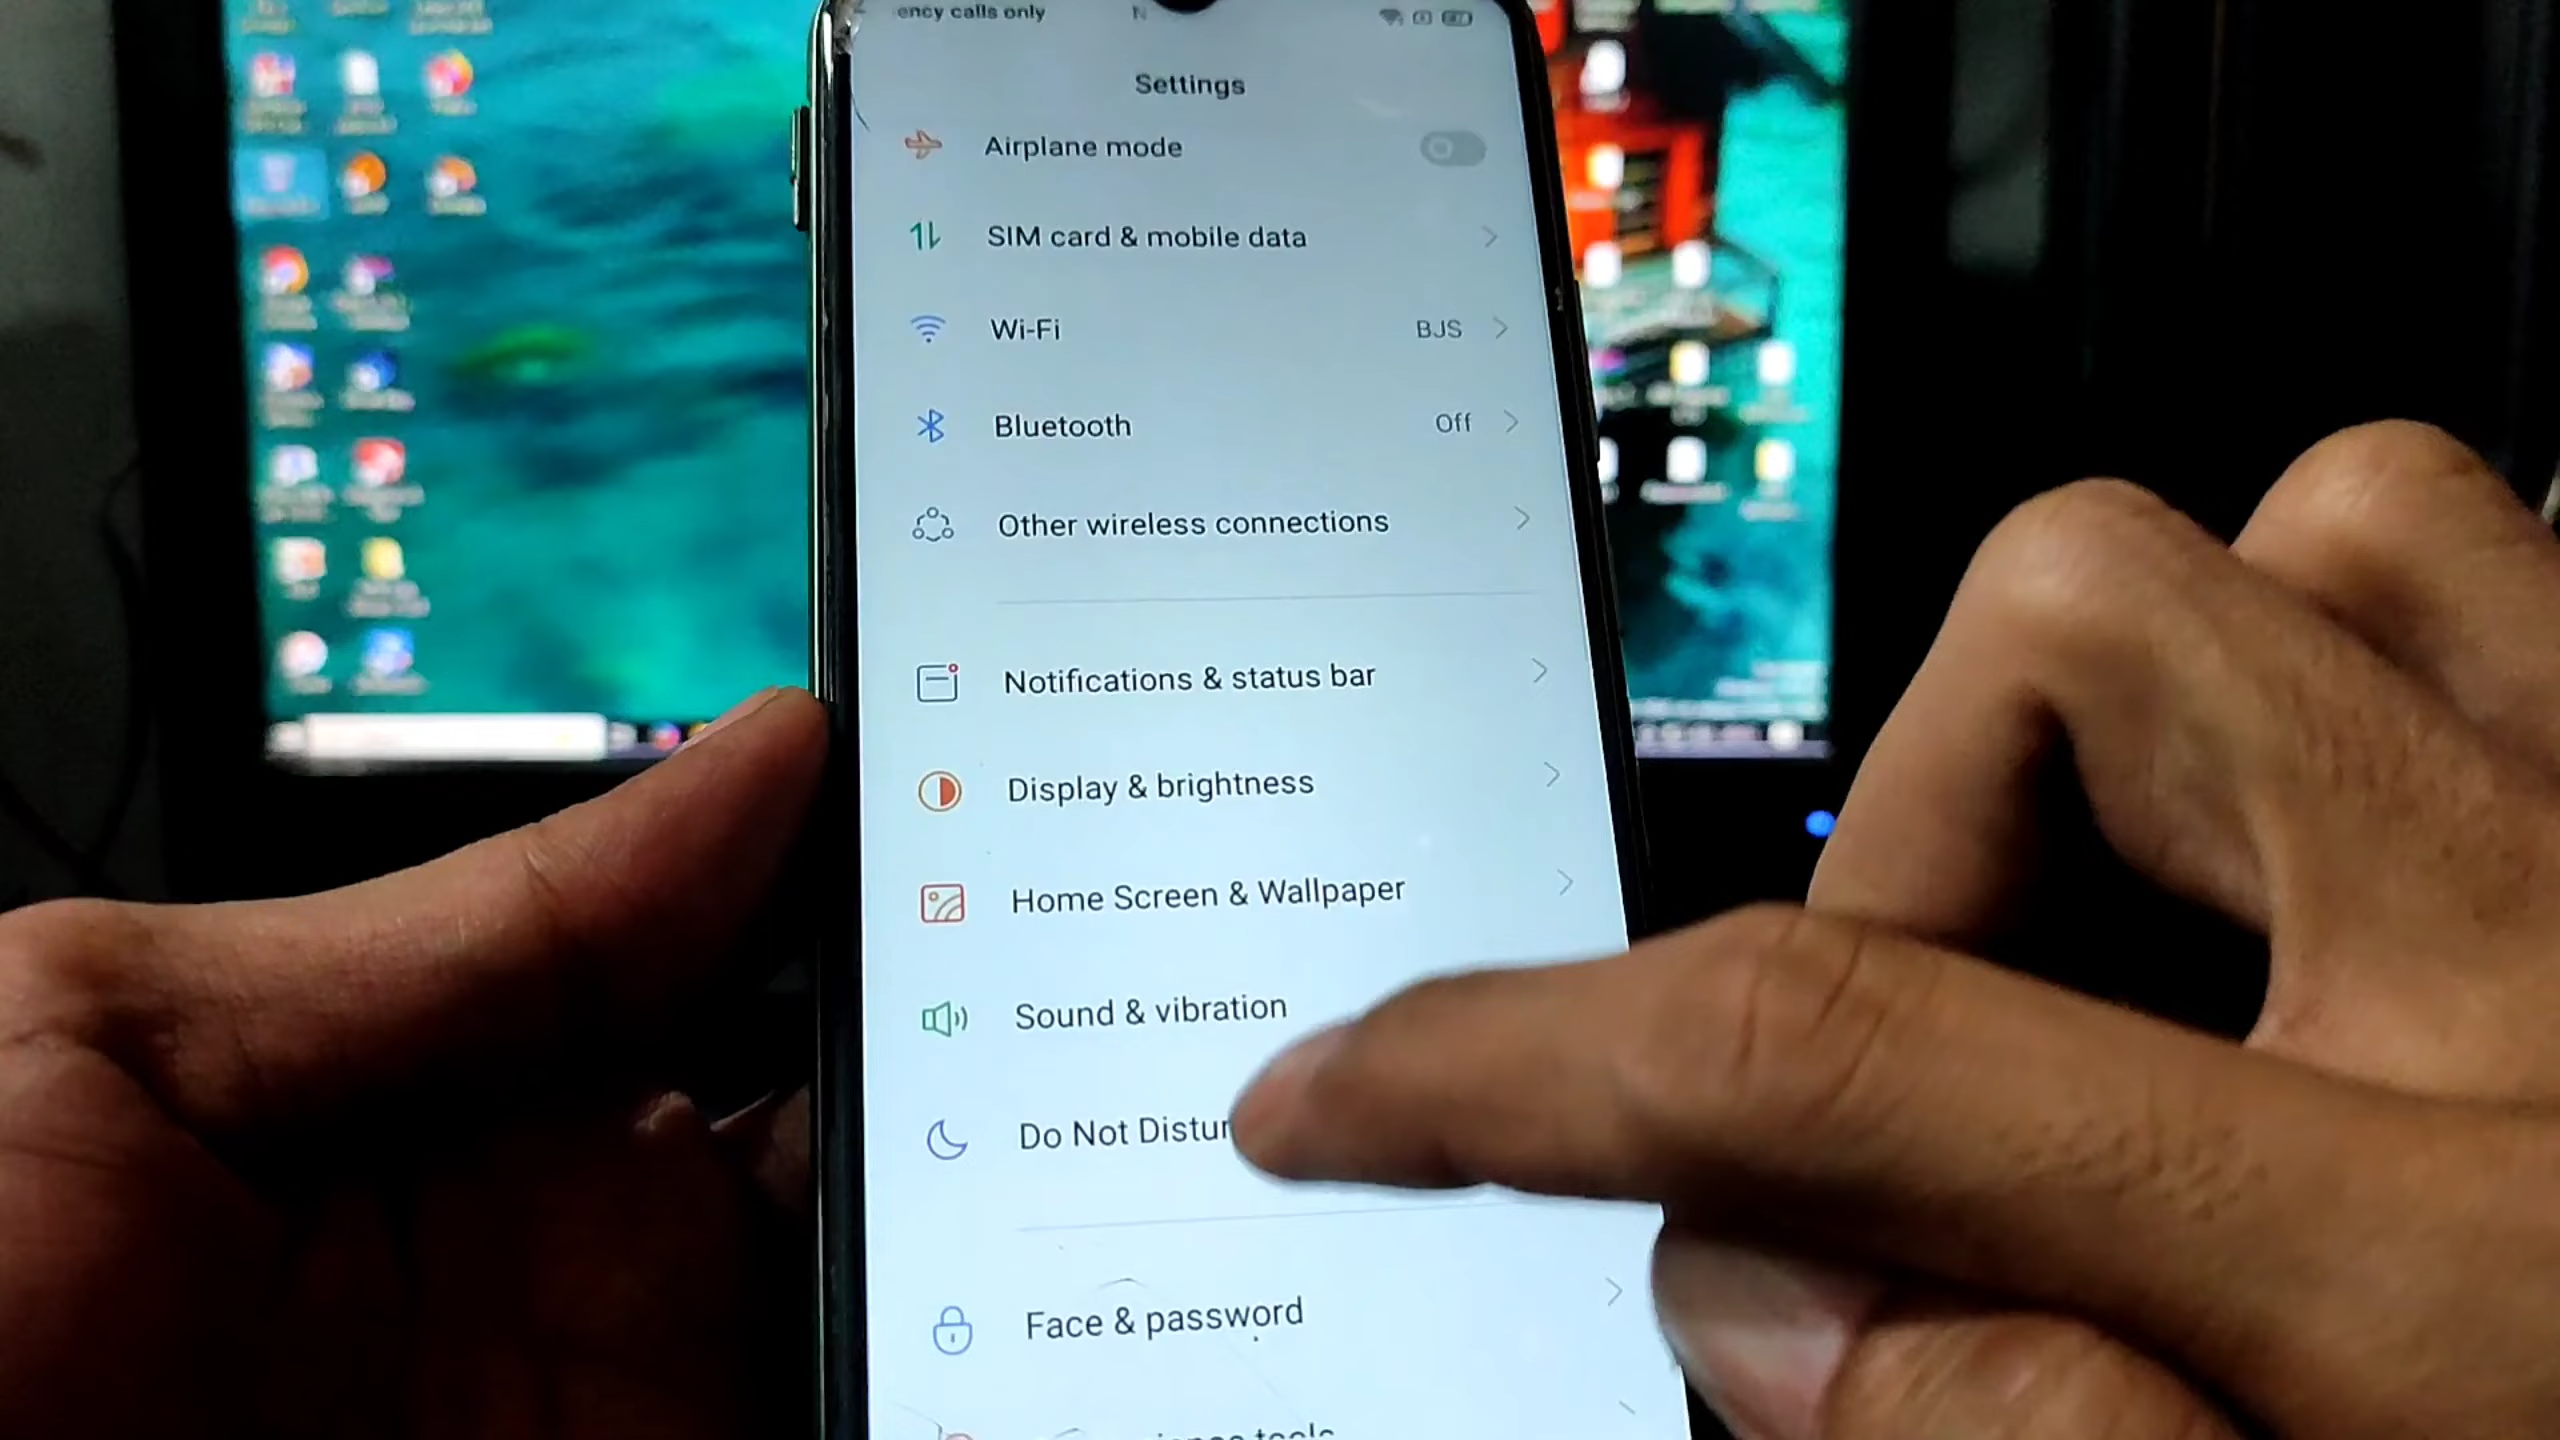 ency calls only
Settings
Airplane mode
SIM card & mobile data
Wi-Fi BJS
Bluetooth Off
Other wireless connections
Notifications & status bar
Display & brightness
Home Screen & Wallpaper
Sound & vibration
Do Not Distur
Face & password
tools